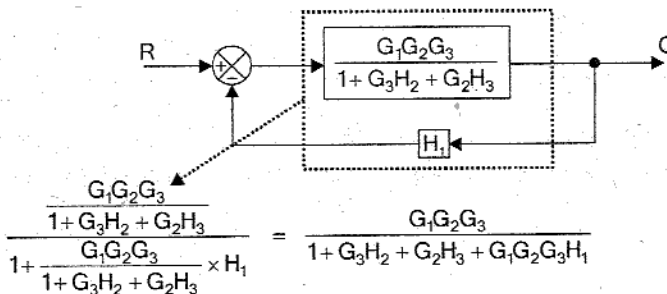 R
+
−
G₁G₂G₃
1+G₃H₂+G₂H₃
C
H₁
G₁G₂G₃
1+G₃H₂+G₂H₃
1+ G₁G₂G₃ × H₁
1+G₃H₂+G₂H₃
=
G₁G₂G₃
1+G₃H₂+G₂H₃+G₁G₂G₃H₁